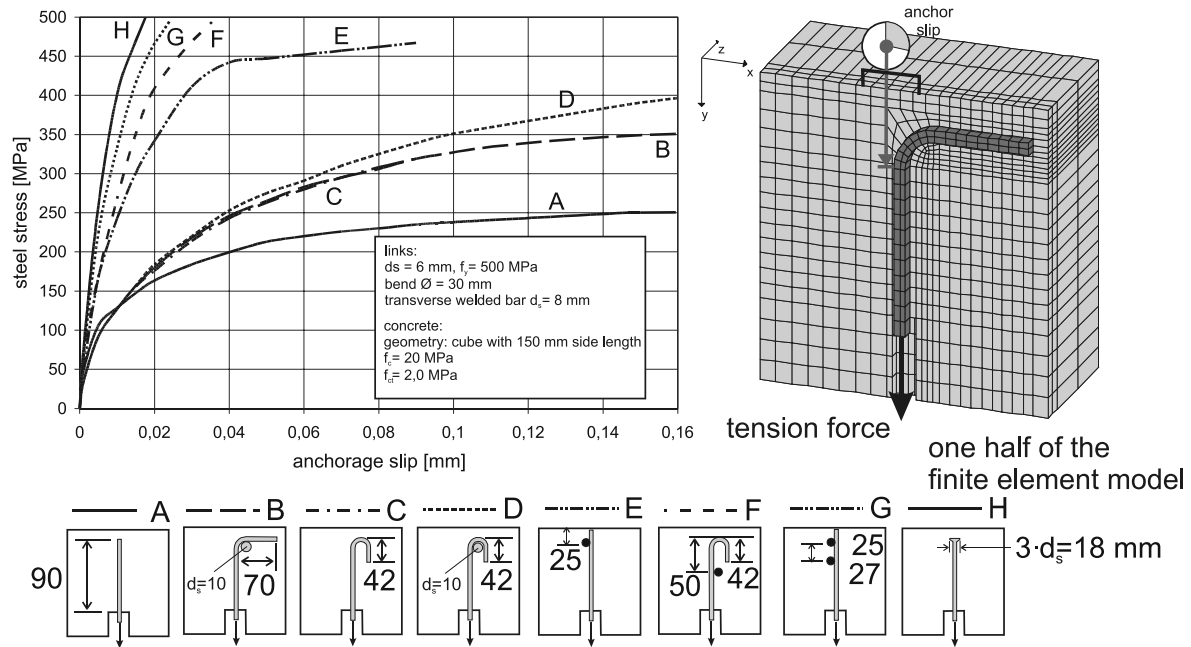 500
450
400
350
300
250
200
150
100
50
0
steel stress [MPa]
0
0,02
0,04
0,06
0,08
0,1
0,12
0,14
0,16
anchorage slip [mm]
H
G
F
E
D
B
C
A
links:
ds = 6 mm, fy= 500 MPa
bend Ø = 30 mm
transverse welded bar ds= 8 mm
concrete:
geometry: cube with 150 mm side length
fc= 20 MPa
fct= 2,0 MPa
anchor
slip
z
x
y
tension force
one half of the
finite element model
A
B
C
D
E
F
G
H
90
ds=10
70
42
ds=10
42
25
50
42
25
27
3·ds=18 mm